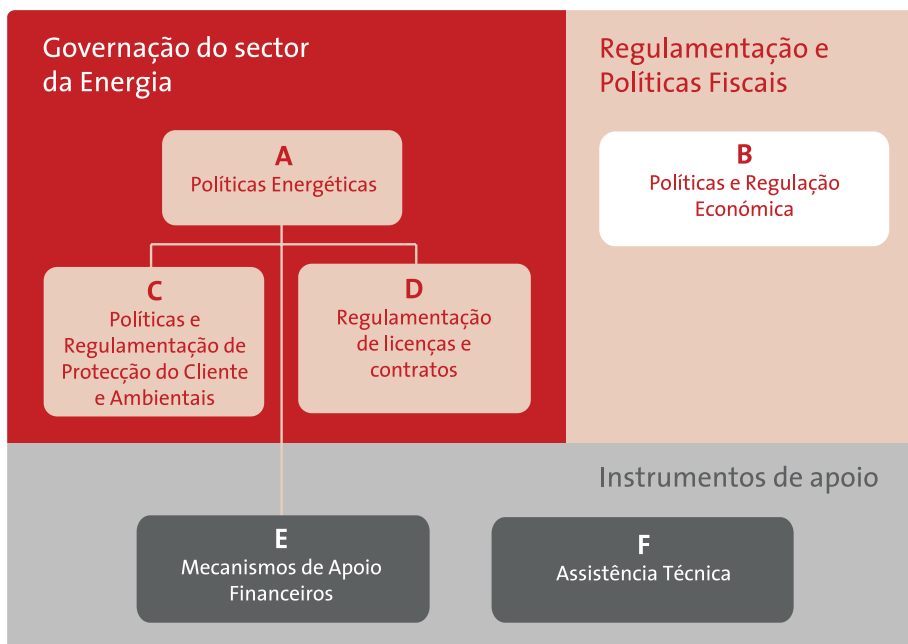 Governação do sector
da Energia
A
Políticas Energéticas
C
Políticas e
Regulamentação de
Protecção do Cliente
e Ambientais
D
Regulamentação
de licenças e
contratos
Regulamentação e
Políticas Fiscais
B
Políticas e Regulação
Económica
Instrumentos de apoio
E
Mecanismos de Apoio
Financeiros
F
Assistência Técnica